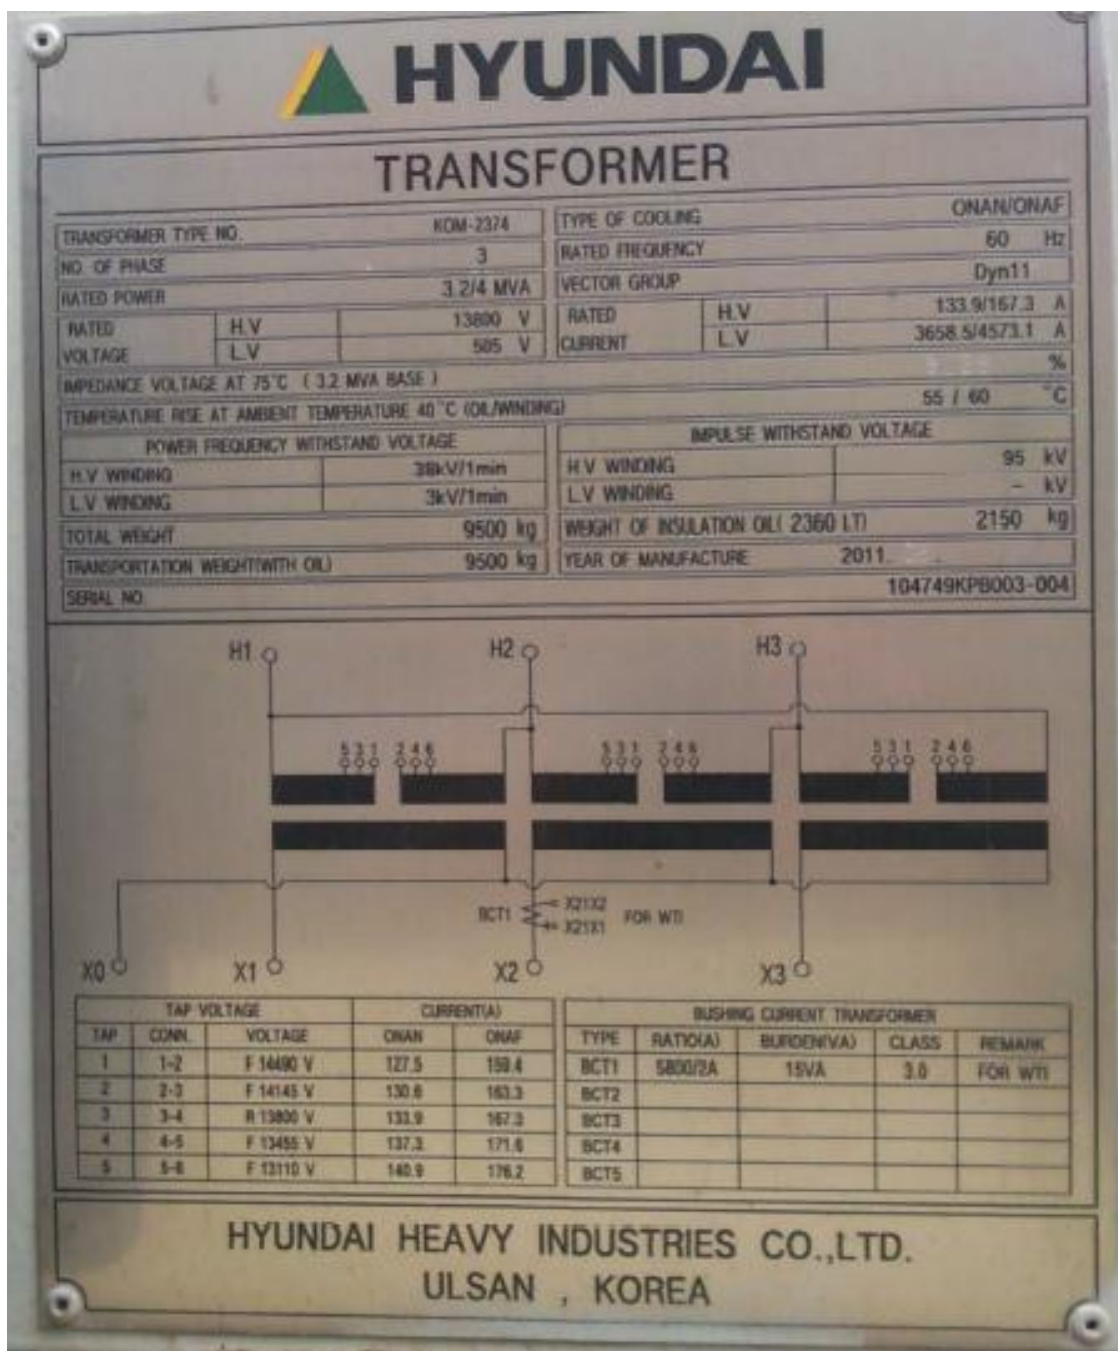 HYUNDAI
TRANSFORMER
TRANSFORMER TYPE NO. KOM-2374 TYPE OF COOLING ONAN/ONAF
NO. OF PHASE 3 RATED FREQUENCY 60 Hz
RATED POWER 3.2/4 MVA VECTOR GROUP Dyn11
RATED VOLTAGE H.V 13800 V RATED CURRENT H.V 133.9/167.3 A
L.V 505 V L.V 3658.5/4573.1 A
IMPEDANCE VOLTAGE AT 75°C ( 3.2 MVA BASE ) %
TEMPERATURE RISE AT AMBIENT TEMPERATURE 40°C (OIL/WINDING) 55 / 60 °C
POWER FREQUENCY WITHSTAND VOLTAGE IMPULSE WITHSTAND VOLTAGE
H.V WINDING 38kV/1min H.V WINDING 95 kV
L.V WINDING 3kV/1min L.V WINDING - kV
TOTAL WEIGHT 9500 kg WEIGHT OF INSULATION OIL( 2360 LT) 2150 kg
TRANSPORTATION WEIGHT(WITH OIL) 9500 kg YEAR OF MANUFACTURE 2011.
SERIAL NO. 104749KPB003-004
H1 H2 H3
5 3 1 2 4 6 5 3 1 2 4 6 5 3 1 2 4 6
BCT1 X21X2 FOR WTI
X21X1
X0 X1 X2 X3
TAP VOLTAGE CURRENT(A) BUSHING CURRENT TRANSFORMER
TAP CONN. VOLTAGE ONAN ONAF TYPE RATIO(A) BURDEN(VA) CLASS REMARK
1 1-2 F 14490 V 127.5 159.4 BCT1 5800/2A 15VA 3.0 FOR WTI
2 2-3 F 14145 V 130.6 163.3 BCT2
3 3-4 R 13800 V 133.9 167.3 BCT3
4 4-5 F 13455 V 137.3 171.6 BCT4
5 5-6 F 13110 V 140.9 176.2 BCT5
HYUNDAI HEAVY INDUSTRIES CO.,LTD.
ULSAN , KOREA